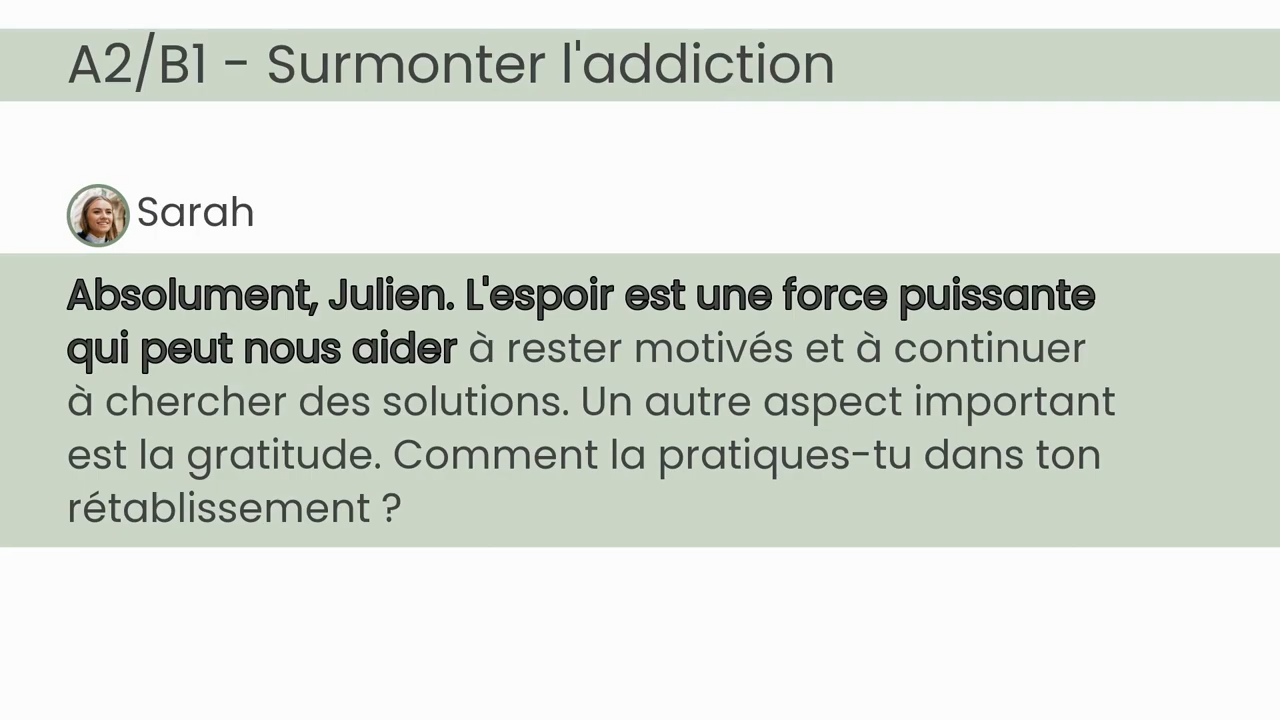 A2/B1 - Surmonter l'addiction
Sarah
Absolument, Julien. L'espoir est une force puissante
qui peut nous aider à rester motivés et à continuer
à chercher des solutions. Un autre aspect important
est la gratitude. Comment la pratiques-tu dans ton
rétablissement ?